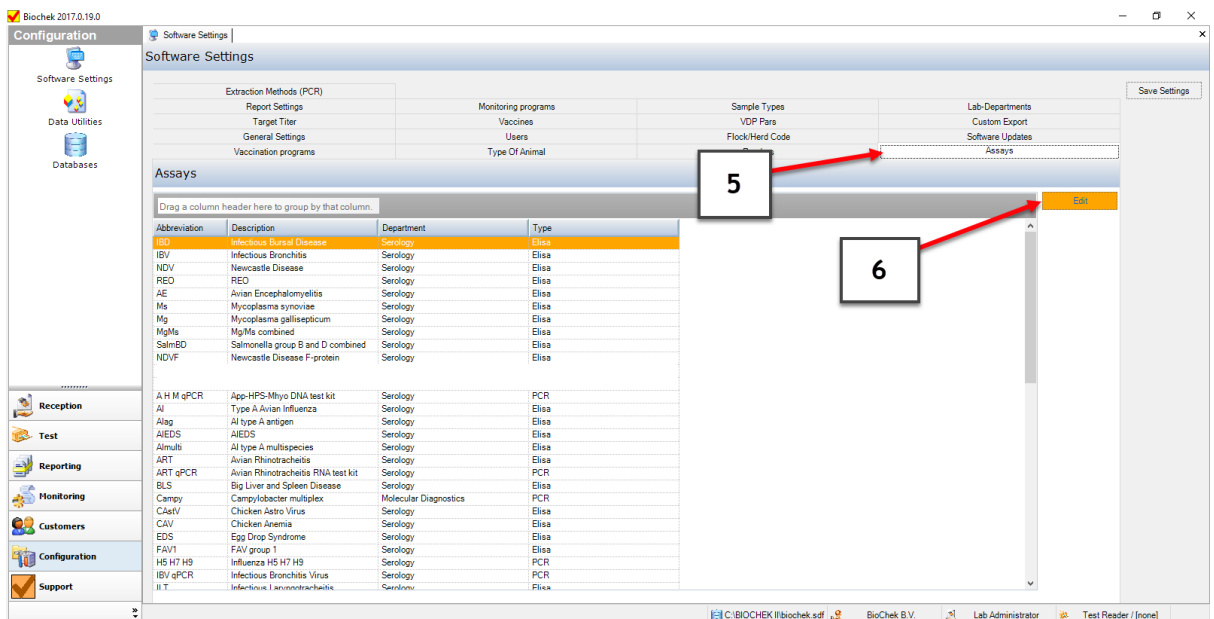 Biochek 2017.0.19.0
Configuration
Software Settings
Data Utilities
Databases
Reception
Test
Reporting
Monitoring
Customers
Configuration
Support
Software Settings
Software Settings
Save Settings
Extraction Methods (PCR)
Report Settings Monitoring programs Sample Types Lab-Departments
Target Titer Vaccines VDP Pars Custom Export
General Settings Users Flock/Herd Code Software Updates
Vaccination programs Type Of Animal Assays
Assays
5
6
Edit
Drag a column header here to group by that column.
Abbreviation Description Department Type
IBD Infectious Bursal Disease Serology Elisa
IBV Infectious Bronchitis Serology Elisa
NDV Newcastle Disease Serology Elisa
REO REO Serology Elisa
AE Avian Encephalomyelitis Serology Elisa
Ms Mycoplasma synoviae Serology Elisa
Mg Mycoplasma gallisepticum Serology Elisa
MgMs Mg/Ms combined Serology Elisa
SalmBD Salmonella group B and D combined Serology Elisa
NDVF Newcastle Disease F-protein Serology Elisa
A H M qPCR App-HPS-Mhyo DNA test kit Serology PCR
AI Type A Avian Influenza Serology Elisa
AIag AI type A antigen Serology Elisa
AIEDS AIEDS Serology Elisa
AImulti AI type A multispecies Serology Elisa
ART Avian Rhinotracheitis Serology Elisa
ART qPCR Avian Rhinotracheitis RNA test kit Serology PCR
BLS Big Liver and Spleen Disease Serology Elisa
Campy Campylobacter multiplex Molecular Diagnostics PCR
CAstV Chicken Astro Virus Serology Elisa
CAV Chicken Anemia Serology Elisa
EDS Egg Drop Syndrome Serology Elisa
FAV1 FAV group 1 Serology Elisa
H5 H7 H9 Influenza H5 H7 H9 Serology PCR
IBV qPCR Infectious Bronchitis Virus Serology PCR
ILT Infectious Laryngotracheitis Serology Elisa
C:\BIOCHEK II\biochek.sdf BioChek B.V. Lab Administrator Test Reader / [none]